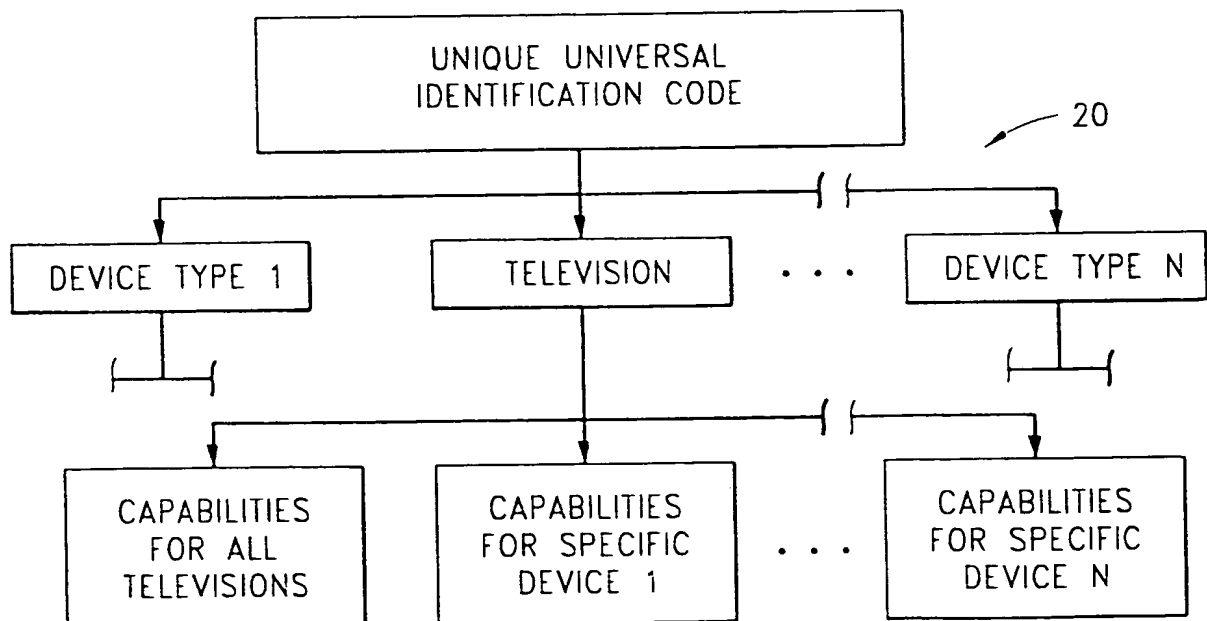 UNIQUE UNIVERSAL
IDENTIFICATION CODE
20
DEVICE TYPE 1
TELEVISION
. . .
DEVICE TYPE N
CAPABILITIES
FOR ALL
TELEVISIONS
CAPABILITIES
FOR SPECIFIC
DEVICE 1
. . .
CAPABILITIES
FOR SPECIFIC
DEVICE N